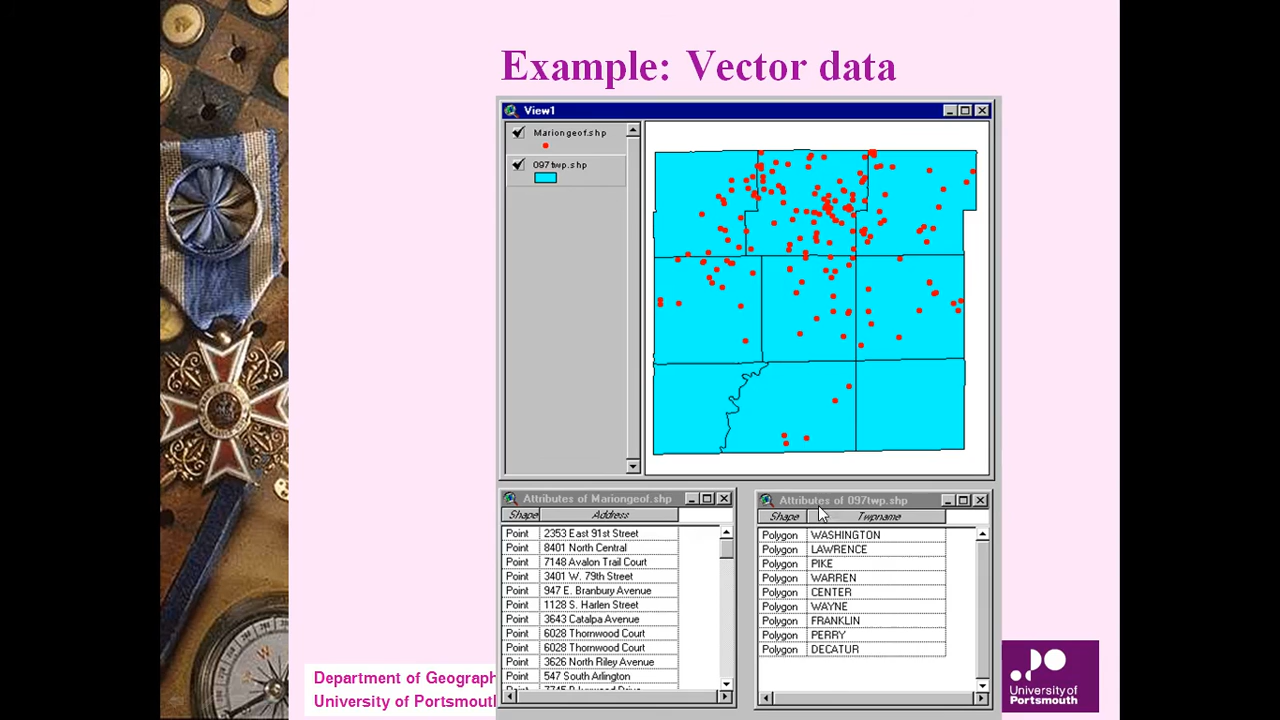 Example: Vector data
View1
Mariongeof.shp
097twp.shp
Attributes of Mariongeof.shp
Shape Address
Point 2353 East 91st Street
Point 8401 North Central
Point 7148 Avalon Trail Court
Point 3401 W. 79th Street
Point 947 E. Branbury Avenue
Point 1128 S. Harlen Street
Point 3643 Catalpa Avenue
Point 6028 Thornwood Court
Point 6028 Thornwood Court
Point 3626 North Riley Avenue
Point 547 South Arlington
Point
Attributes of 097twp.shp
Shape Twpname
Polygon WASHINGTON
Polygon LAWRENCE
Polygon PIKE
Polygon WARREN
Polygon CENTER
Polygon WAYNE
Polygon FRANKLIN
Polygon PERRY
Polygon DECATUR
Department of Geograph
University of Portsmout
University of
Portsmouth